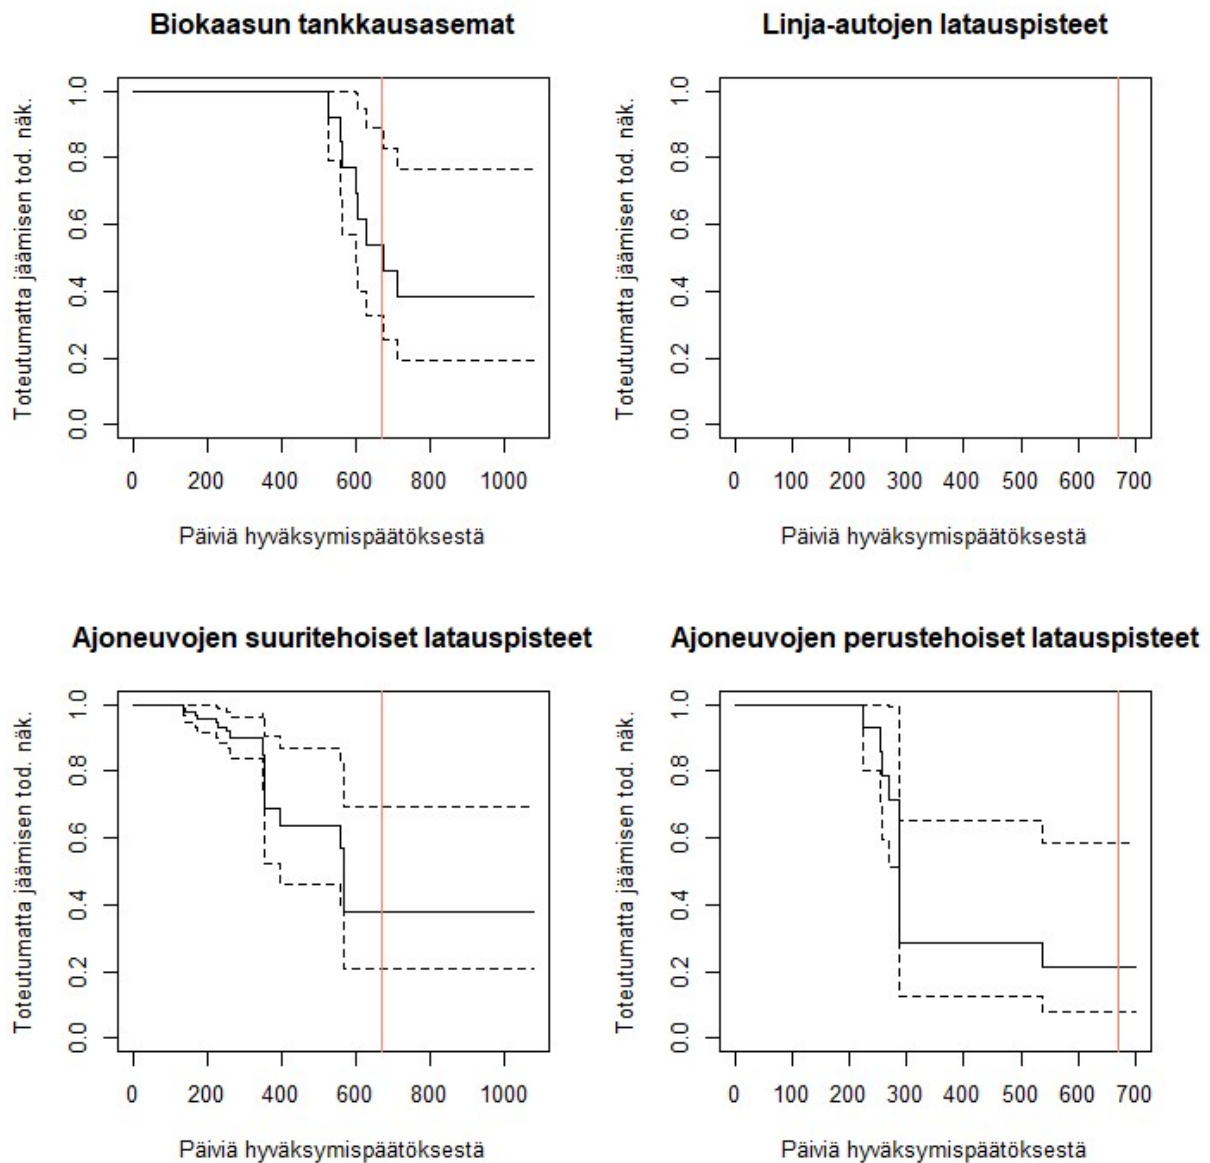 Biokaasun tankkausasemat
Toteutumatta jäämisen tod. näk.
1.0
0.8
0.6
0.4
0.2
0.0
0 200 400 600 800 1000
Päiviä hyväksymispäätöksestä
Linja-autojen latauspisteet
Toteutumatta jäämisen tod. näk.
1.0
0.8
0.6
0.4
0.2
0.0
0 100 200 300 400 500 600 700
Päiviä hyväksymispäätöksestä
Ajoneuvojen suuritehoiset latauspisteet
Toteutumatta jäämisen tod. näk.
1.0
0.8
0.6
0.4
0.2
0.0
0 200 400 600 800 1000
Päiviä hyväksymispäätöksestä
Ajoneuvojen perustehoiset latauspisteet
Toteutumatta jäämisen tod. näk.
1.0
0.8
0.6
0.4
0.2
0.0
0 100 200 300 400 500 600 700
Päiviä hyväksymispäätöksestä